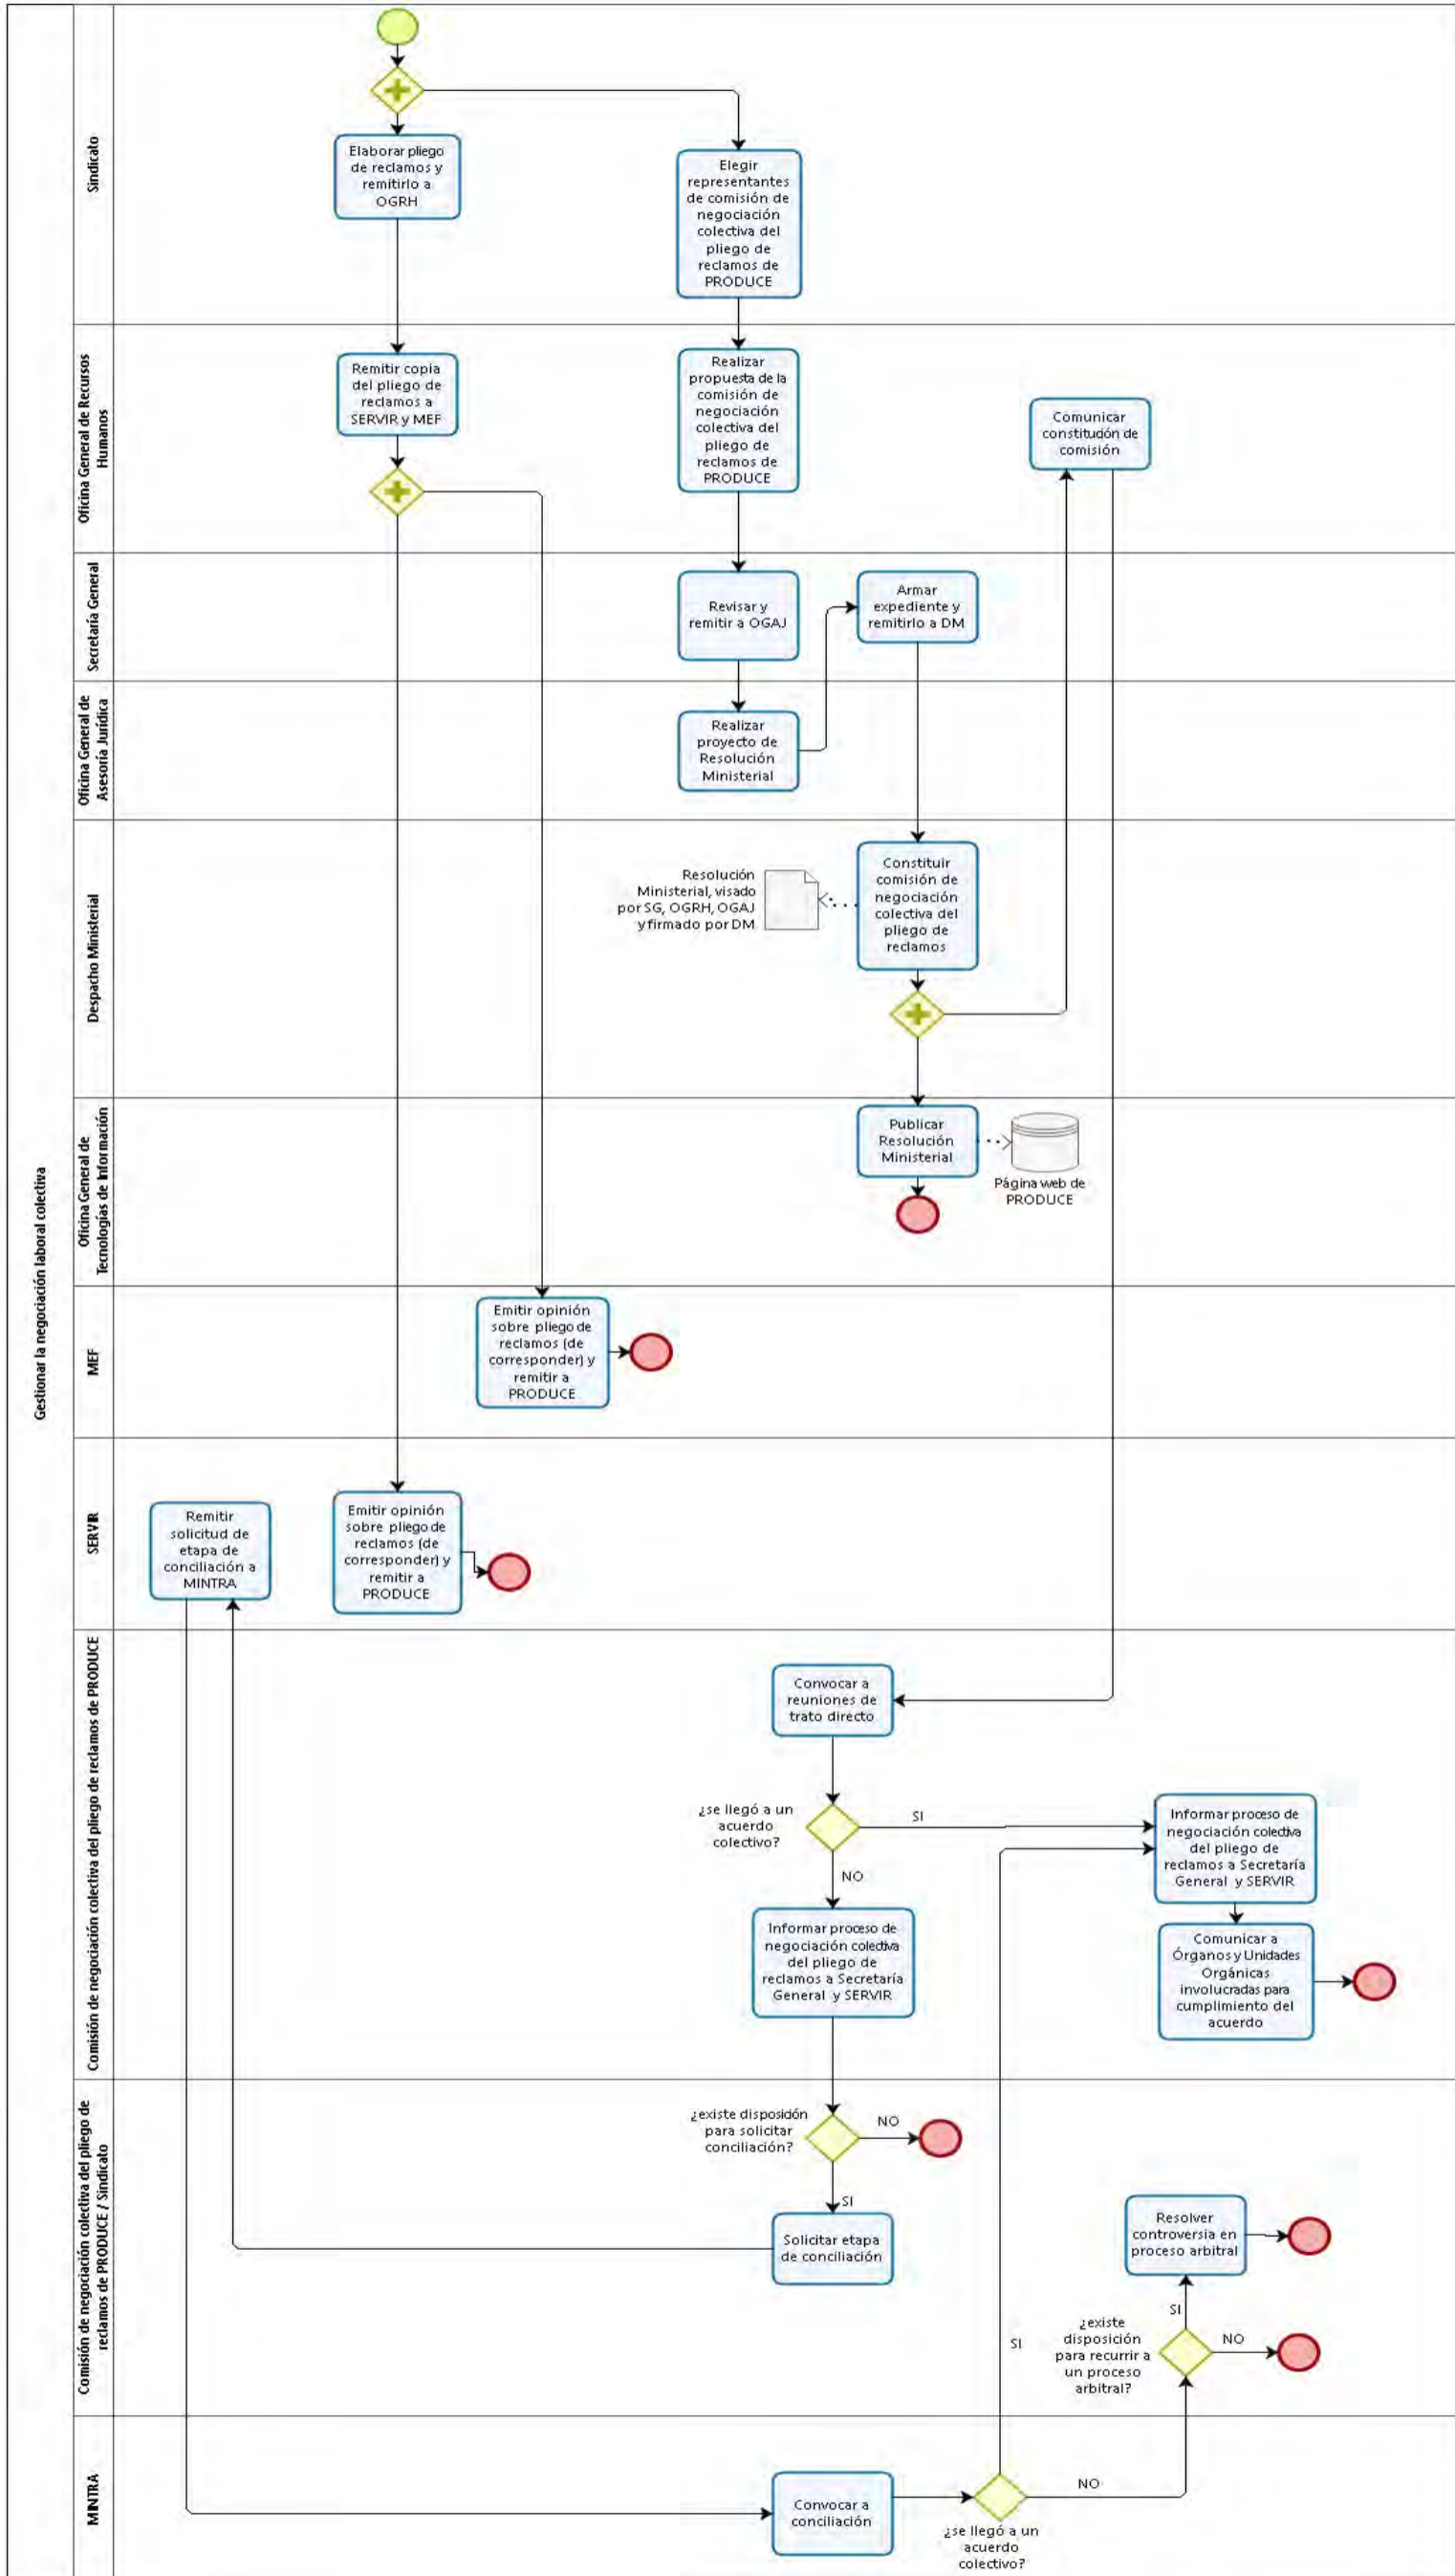 Gestionar la negociación laboral colectiva
Sindicato
Elaborar pliego
de reclamos y
remitirlo a
OGRH
Elegir
representantes
de comisión de
negociación
colectiva del
pliego de
reclamos de
PRODUCE
Oficina General de Recursos
Humanos
Remitir copia
del pliego de
reclamos a
SERVIR y MEF
Realizar
propuesta de la
comisión de
negociación
colectiva del
pliego de
reclamos de
PRODUCE
Comunicar
constitución de
comisión
Secretaría General
Revisar y
remitir a OGAJ
Armar
expediente y
remitirlo a DM
Oficina General de
Asesoría Jurídica
Realizar
proyecto de
Resolución
Ministerial
Despacho Ministerial
Resolución
Ministerial, visado
por SG, OGRH, OGAJ
y firmado por DM
Constituir
comisión de
negociación
colectiva del
pliego de
reclamos
Oficina General de
Tecnologías de Información
Publicar
Resolución
Ministerial
Página web de
PRODUCE
MEF
Emitir opinión
sobre pliego de
reclamos (de
corresponder) y
remitir a
PRODUCE
SERVIR
Remitir
solicitud de
etapa de
conciliación a
MINTRA
Emitir opinión
sobre pliego de
reclamos (de
corresponder) y
remitir a
PRODUCE
Comisión de negociación colectiva del pliego de reclamos de PRODUCE
Convocar a
reuniones de
trato directo
¿se llegó a un
acuerdo
colectivo?
SI
NO
Informar proceso de
negociación colectiva
del pliego de
reclamos a Secretaría
General y SERVIR
Informar proceso de
negociación colectiva
del pliego de
reclamos a Secretaría
General y SERVIR
Comunicar a
Órganos y Unidades
Orgánicas
involucradas para
cumplimiento del
acuerdo
Comisión de negociación colectiva del pliego de
reclamos de PRODUCE / Sindicato
¿existe disposición
para solicitar
conciliación?
NO
SI
Solicitar etapa
de conciliación
Resolver
controversia en
proceso arbitral
SI
¿existe
disposición
para recurrir a
un proceso
arbitral?
NO
SI
MINTRA
Convocar a
conciliación
¿se llegó a un
acuerdo
colectivo?
NO